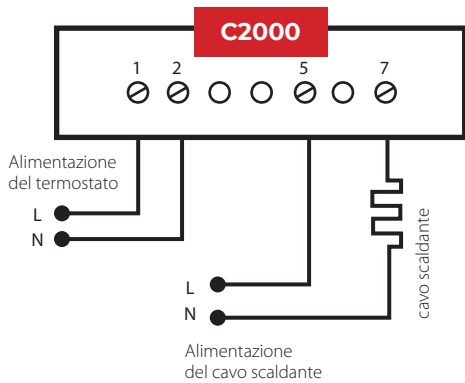 C2000
1 2 5 7
Alimentazione
del termostato
L
N
cavo scaldante
L
N
Alimentazione
del cavo scaldante